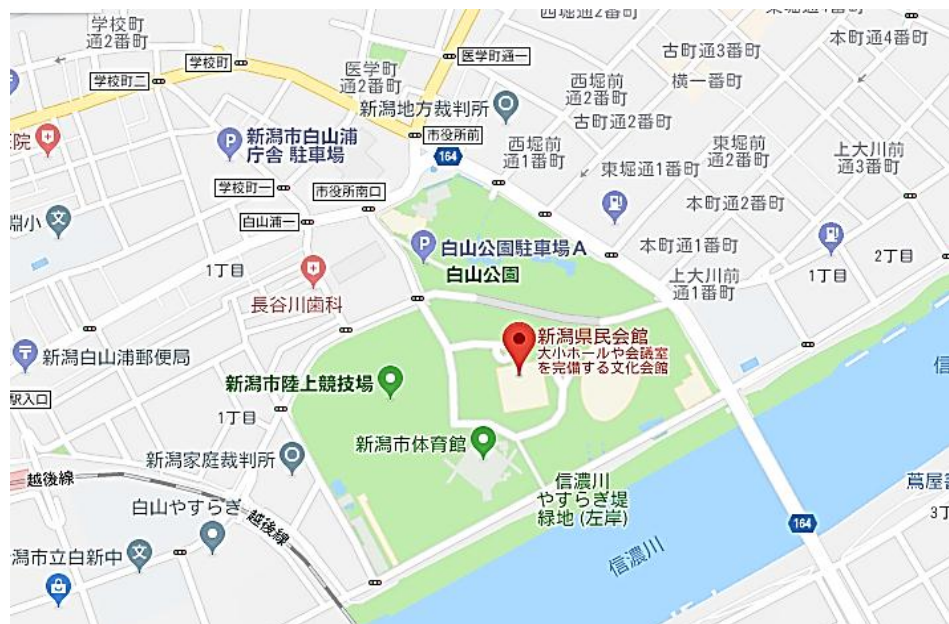 学校町
通2番町
西堀通2番町
古町通3番町
本町通4番町
学校町
医学町通一
学校町二
医学町
通2番町
西堀前
通2番町
横一番町
新潟地方裁判所
古町通2番町
新潟市白山浦
庁舎 駐車場
市役所前
164
西堀前
通1番町
東堀前
通2番町
上大川前
通3番町
東堀通1番町
学校町一
市役所南口
白山浦一
本町通2番町
白山公園駐車場A
白山公園
本町通1番町
2丁目
1丁目
1丁目
上大川前
通1番町
長谷川歯科
新潟県民会館
大小ホールや会議室
を完備する文化会館
新潟白山浦郵便局
新潟市陸上競技場
駅入口
1丁目
新潟市体育館
新潟家庭裁判所
越後線
白山やすらぎ
越後線
信濃川
やすらぎ堤
緑地 (左岸)
164
信濃川
潟市立白新中